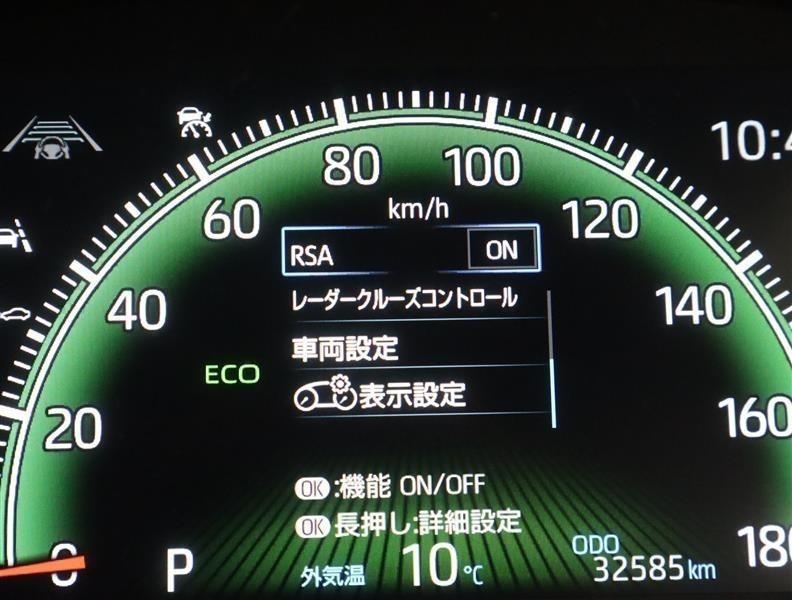 10:4
80 100
km/h
60 120
RSA ON
レーダークルーズコントロール
40 140
車両設定
ECO
表示設定
20 160
OK:機能 ON/OFF
OK長押し:詳細設定
ODO
0 P 外気温 10℃ 32585km 180